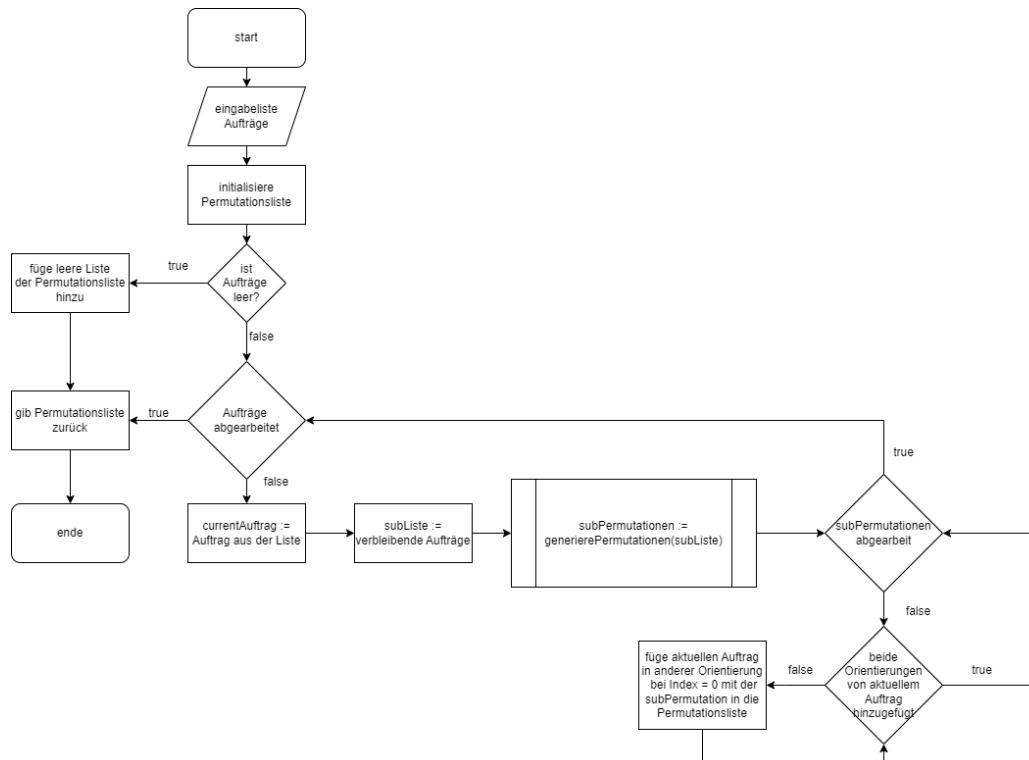 start
eingabeliste
Aufträge
initialisiere
Permutationsliste
ist
Aufträge
leer?
true
füge leere Liste
der Permutationsliste
hinzu
false
gib Permutationsliste
zurück
true
Aufträge
abgearbeitet
true
false
ende
currentAuftrag :=
Auftrag aus der Liste
subListe :=
verbleibende Aufträge
subPermutationen :=
generierePermutationen(subListe)
subPermutationen
abgearbeit
false
füge aktuellen Auftrag
in anderer Orientierung
bei Index = 0 mit der
subPermutation in die
Permutationsliste
false
beide
Orientierungen
von aktuellem
Auftrag
hinzugefügt
true